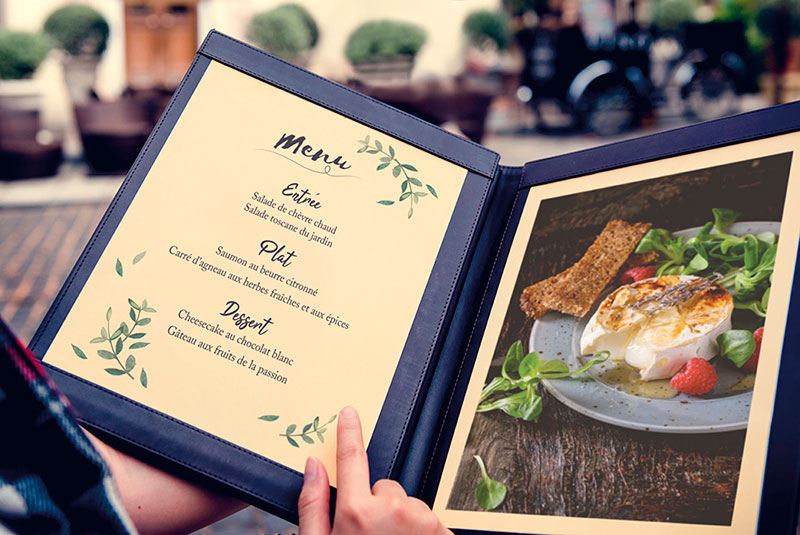 Menu
Entrée
Salade de chèvre chaud
Salade toscane du jardin
Plat
Saumon au beurre citronné
Carré d'agneau aux herbes fraîches et aux épices
Dessert
Cheesecake au chocolat blanc
Gâteau aux fruits de la passion